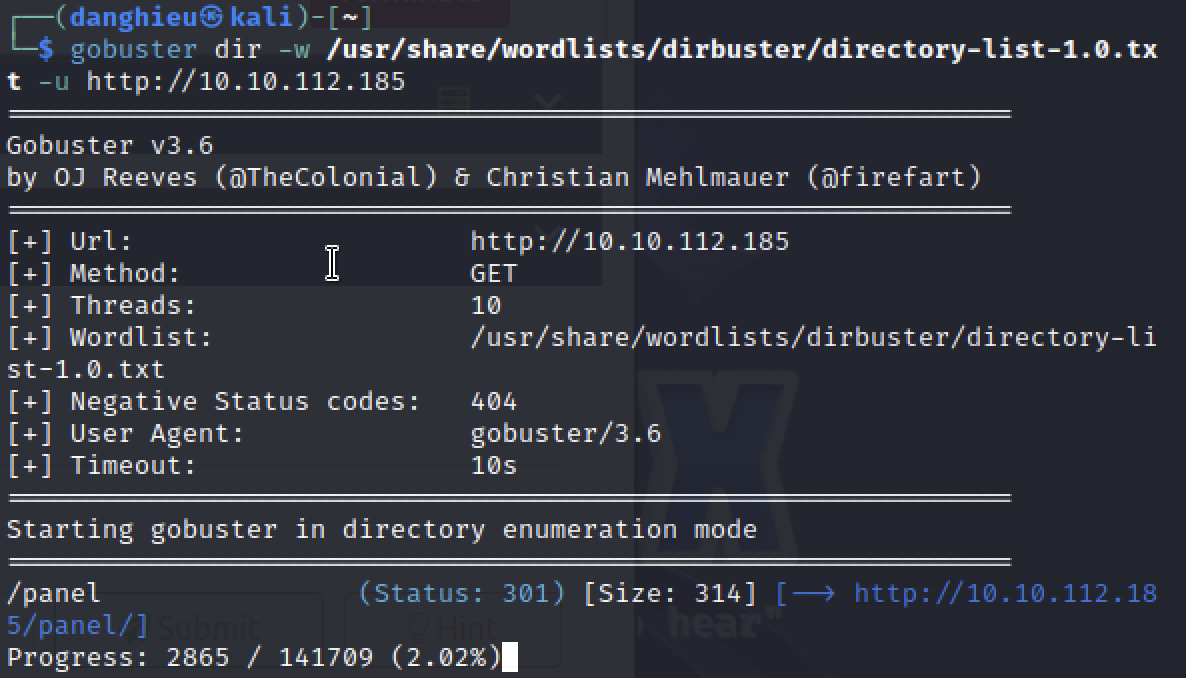 ┌──(danghieu㉿kali)-[~]
└─$ gobuster dir -w /usr/share/wordlists/dirbuster/directory-list-1.0.tx
t -u http://10.10.112.185
===============================================================
Gobuster v3.6
by OJ Reeves (@TheColonial) & Christian Mehlmauer (@firefart)
===============================================================
[+] Url:                     http://10.10.112.185
[+] Method:                  GET
[+] Threads:                 10
[+] Wordlist:                /usr/share/wordlists/dirbuster/directory-li
st-1.0.txt
[+] Negative Status codes:   404
[+] User Agent:              gobuster/3.6
[+] Timeout:                 10s
===============================================================
Starting gobuster in directory enumeration mode
===============================================================
/panel                (Status: 301) [Size: 314] [--> http://10.10.112.18
5/panel/]
Submit
Hint
hear"
Progress: 2865 / 141709 (2.02%)